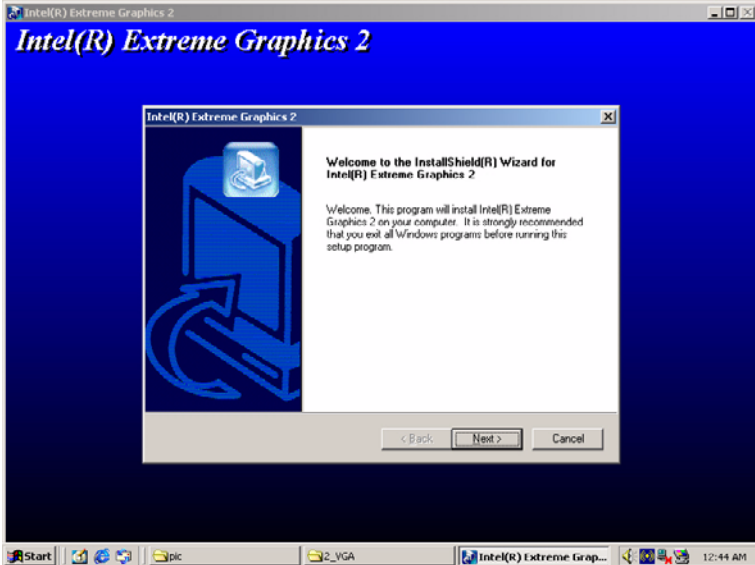 Intel(R) Extreme Graphics 2
Intel(R) Extreme Graphics 2
Intel(R) Extreme Graphics 2
Welcome to the InstallShield(R) Wizard for
Intel(R) Extreme Graphics 2
Welcome. This program will install Intel(R) Extreme
Graphics 2 on your computer. It is strongly recommended
that you exit all Windows programs before running this
setup program.
< Back Next > Cancel
Start pic 2_VGA Intel(R) Extreme Grap... 12:44 AM